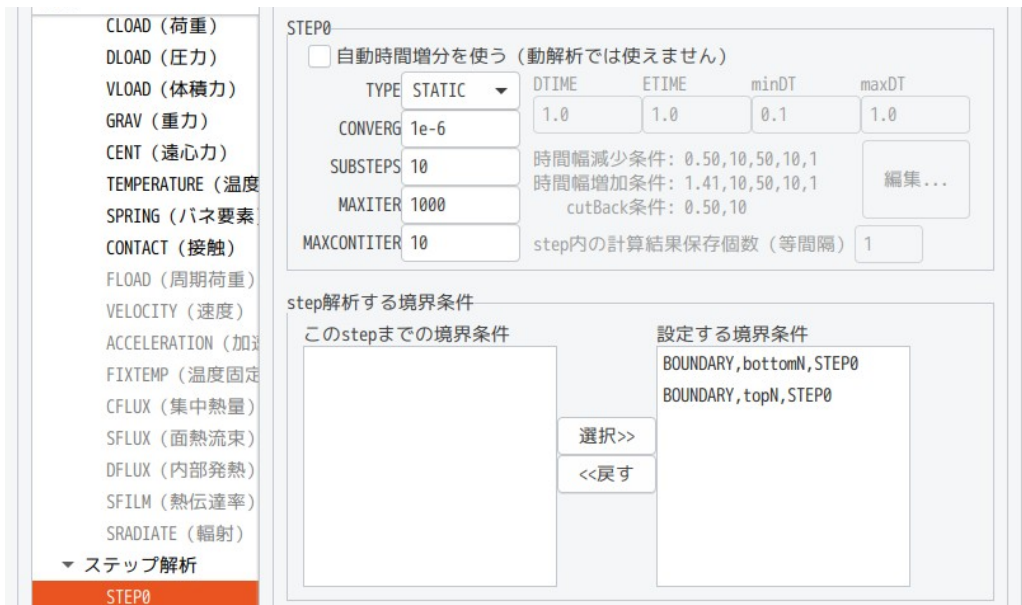 CLOAD (荷重)
DLOAD (圧力)
VLOAD (体積力)
GRAV (重力)
CENT (遠心力)
TEMPERATURE (温度
SPRING (バネ要素
CONTACT (接触)
FLOAD (周期荷重)
VELOCITY (速度)
ACCELERATION (加速
FIXTEMP (温度固定
CFLUX (集中熱量)
SFLUX (面熱流束)
DFLUX (内部発熱)
SFILM (熱伝達率)
SRADIATE (輻射)
ステップ解析
STEP0
STEP0
自動時間増分を使う (動解析では使えません)
TYPE STATIC
CONVERG 1e-6
SUBSTEPS 10
MAXITER 1000
MAXCONTITER 10
DTIME ETIME minDT maxDT
1.0 1.0 0.1 1.0
時間幅減少条件: 0.50,10,50,10,1
時間幅増加条件: 1.41,10,50,10,1
cutBack条件: 0.50,10
編集...
step内の計算結果保存個数 (等間隔) 1
step解析する境界条件
このstepまでの境界条件
選択>>
<<戻す
設定する境界条件
BOUNDARY,bottomN,STEP0
BOUNDARY,topN,STEP0